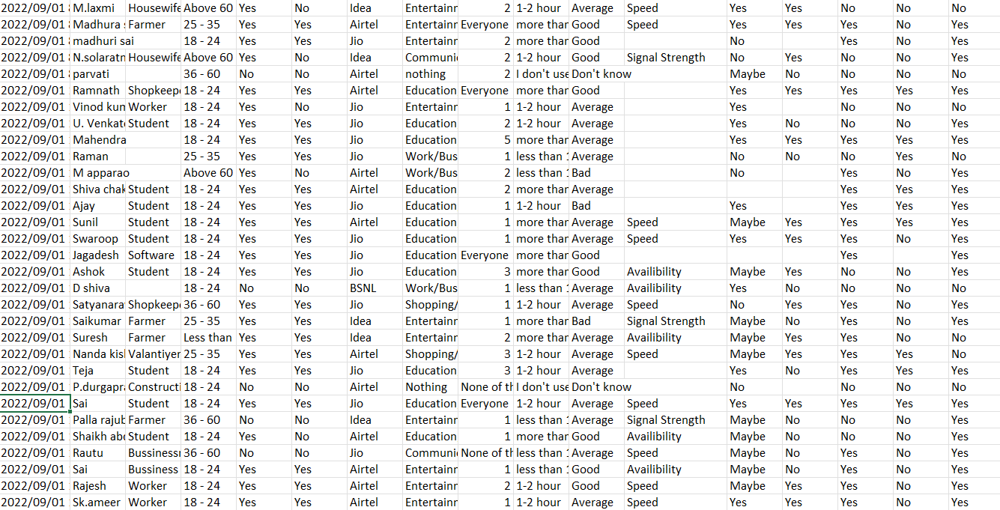 2022/09/01 M.laxmi Housewife Above 60 Yes No Idea Entertainr 2 1-2 hour Average Speed Yes Yes No No No
2022/09/01 Madhura Farmer 25 - 35 Yes Yes Airtel Entertainr Everyone more than Good Speed Yes Yes Yes No Yes
2022/09/01 madhuri sai 18 - 24 Yes Yes Jio Entertainr 2 more than Good No Yes No Yes
2022/09/01 N.solaratn Housewife Above 60 Yes No Idea Communi 2 1-2 hour Good Signal Strength No Yes No No Yes
2022/09/01 parvati 36 - 60 No No Airtel nothing 2 I don't use Don't know Maybe No No No No
2022/09/01 Ramnath Shopkeepe 18 - 24 Yes Yes Airtel Education Everyone more than Good Yes Yes Yes Yes Yes
2022/09/01 Vinod kun Worker 18 - 24 Yes No Jio Entertainr 1 1-2 hour Average Yes No No No
2022/09/01 U. Venkat Student 18 - 24 Yes Yes Jio Education 2 1-2 hour Average Yes No No No Yes
2022/09/01 Mahendra 18 - 24 Yes Yes Jio Education 5 more than Average Yes Yes Yes Yes Yes
2022/09/01 Raman 25 - 35 Yes Yes Jio Work/Bus 1 less than 1 Average No No No Yes No
2022/09/01 M apparao Above 60 Yes No Airtel Work/Bus 2 less than 1 Bad No Yes No Yes
2022/09/01 Shiva chak Student 18 - 24 Yes Yes Airtel Education 2 more than Average Yes Yes Yes
2022/09/01 Ajay Student 18 - 24 Yes Yes Jio Education 1 1-2 hour Bad Yes Yes Yes Yes
2022/09/01 Sunil Student 18 - 24 Yes Yes Airtel Education 1 more than Average Speed Maybe Yes Yes Yes Yes
2022/09/01 Swaroop Student 18 - 24 Yes Yes Jio Education 1 more than Average Speed Yes Yes Yes No Yes
2022/09/01 Jagadesh Software 18 - 24 Yes Yes Jio Education Everyone more than Good Yes Yes
2022/09/01 Ashok Student 18 - 24 Yes Yes Jio Education 3 more than Good Availibility Maybe Yes No No Yes
2022/09/01 D shiva 18 - 24 No No BSNL Work/Bus 1 less than 1 Average Availibility Yes No No No No
2022/09/01 Satyanara Shopkeepe 36 - 60 Yes Yes Jio Shopping/ 1 1-2 hour Average Speed No Yes Yes No Yes
2022/09/01 Saikumar Farmer 25 - 35 Yes Yes Idea Entertainr 1 more than Bad Signal Strength Maybe No Yes No Yes
2022/09/01 Suresh Farmer Less than Yes Yes Idea Entertainr 2 more than Average Availibility Maybe Yes Yes No No
2022/09/01 Nanda kisl Valantiyer 25 - 35 Yes Yes Airtel Shopping/ 3 1-2 hour Average Speed Maybe Yes Yes Yes No
2022/09/01 Teja Student 18 - 24 Yes Yes Jio Education 3 1-2 hour Average Yes No Yes Yes Yes
2022/09/01 P.durgapra Constructi 18 - 24 No No Airtel Nothing None of th I don't use Don't know No No No Yes
2022/09/01 Sai Student 18 - 24 Yes Yes Jio Education Everyone 1-2 hour Average Speed Yes Yes Yes Yes Yes
2022/09/01 Palla rajub Farmer 36 - 60 No No Idea Entertainr 1 less than 1 Average Signal Strength Maybe No No No Yes
2022/09/01 Shaikh abd Student 18 - 24 Yes No Airtel Education 1 more than Good Availibility Maybe No No No Yes
2022/09/01 Rautu Bussinessr 36 - 60 No No Jio Communi None of th less than 1 Average Speed Maybe No Yes No Yes
2022/09/01 Sai Bussiness 18 - 24 Yes Yes Airtel Entertainr 1 less than 1 Good Availibility Maybe No Yes No Yes
2022/09/01 Rajesh Worker 18 - 24 Yes Yes Airtel Entertainr 2 1-2 hour Good Speed Maybe Yes Yes No Yes
2022/09/01 Sk.ameer Worker 18 - 24 Yes Yes Airtel Entertainr 1 1-2 hour Average Speed Yes Yes Yes No Yes